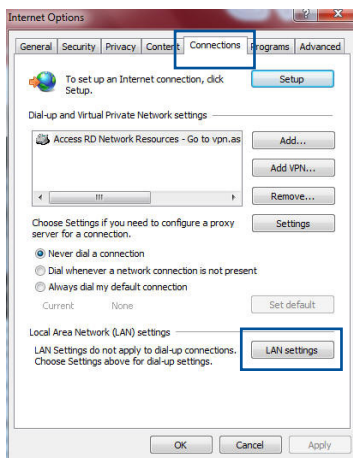 Internet Options
General Security Privacy Content Connections Programs Advanced
To set up an Internet connection, click Setup.
Setup
Dial-up and Virtual Private Network settings
Access RD Network Resources - Go to vpn.as
Add...
Add VPN...
Remove...
Choose Settings if you need to configure a proxy
server for a connection.
Settings
Never dial a connection
Dial whenever a network connection is not present
Always dial my default connection
Current None
Set default
Local Area Network (LAN) settings
LAN Settings do not apply to dial-up connections.
Choose Settings above for dial-up settings.
LAN settings
OK Cancel Apply